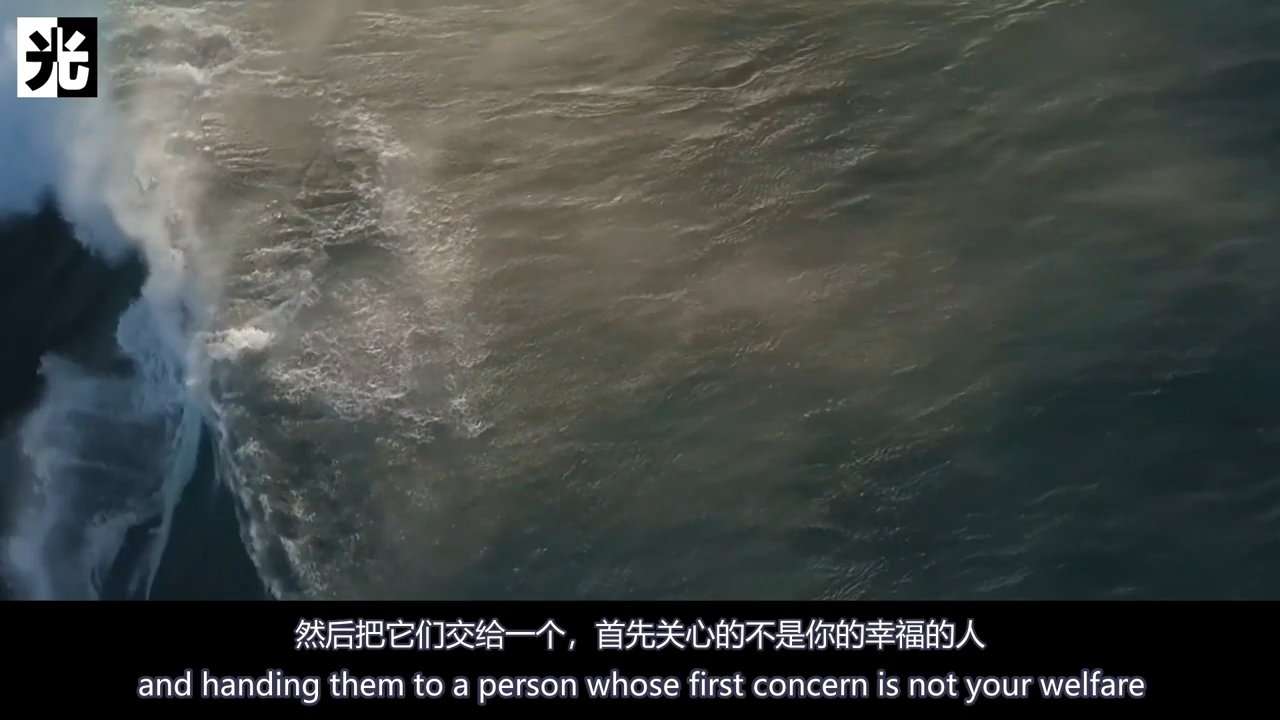 光
然后把它们交给一个，首先关心的不是你的幸福的人
and handing them to a person whose first concern is not your welfare